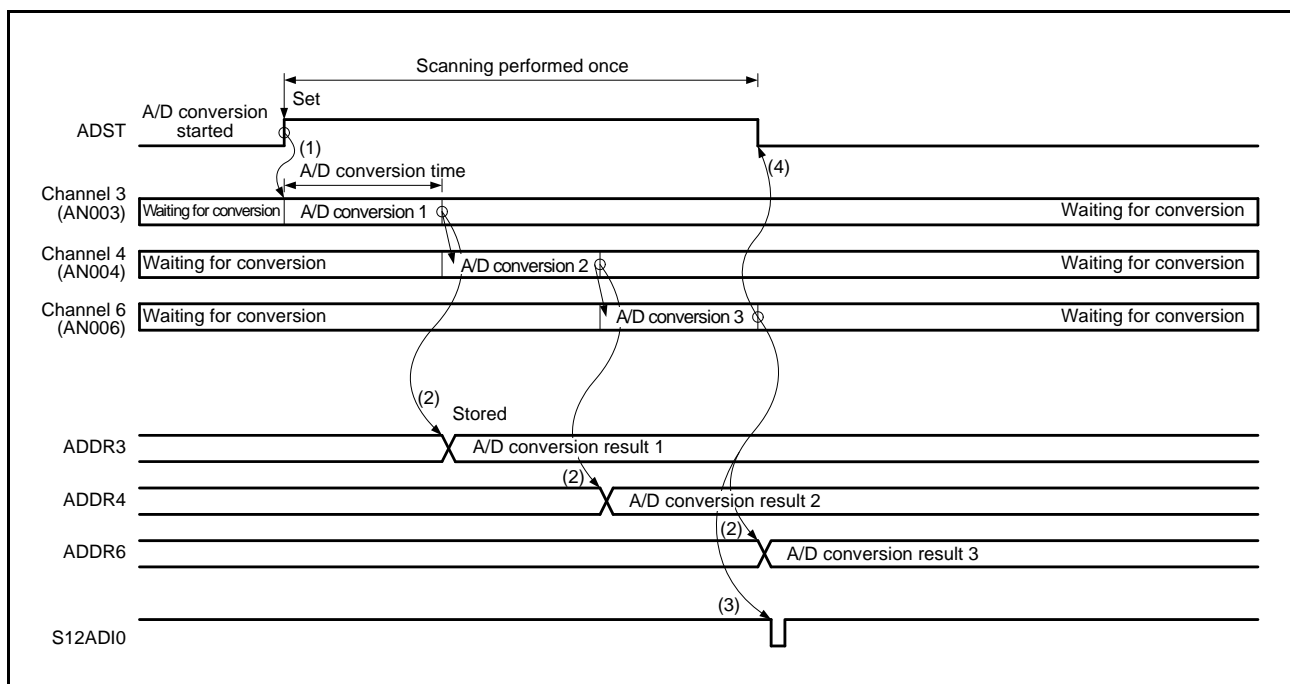 Scanning performed once
Set
A/D conversion
started
ADST
(1)
(4)
A/D conversion time
Channel 3
(AN003)
Waiting for conversion
A/D conversion 1
Waiting for conversion
Channel 4
(AN004)
Waiting for conversion
A/D conversion 2
Waiting for conversion
Channel 6
(AN006)
Waiting for conversion
A/D conversion 3
Waiting for conversion
(2)
Stored
ADDR3
A/D conversion result 1
(2)
ADDR4
A/D conversion result 2
(2)
ADDR6
A/D conversion result 3
(3)
S12ADI0